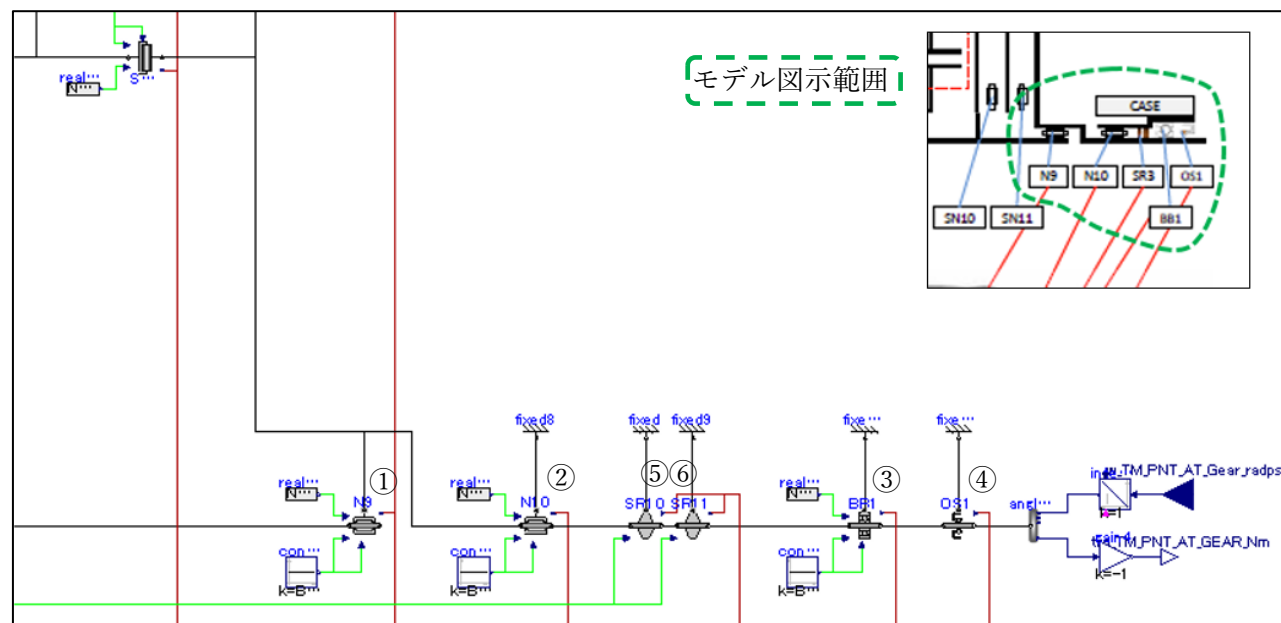 real…
N…
S…
モデル図示範囲
CASE
N9
N10
SR3
OS1
SN10
SN11
BB1
fixed8
fixed
fixed9
fixe…
fixe…
①
②
⑤
⑥
③
④
real…
N…
N9
real…
N…
N10
SR10
SR11
real…
N…
BB1
OS1
angl…
TM_PNT_AT_Gear_radps
con…
k=B…
con…
k=B…
con…
k=B…
TM_PNT_AT_GEAR_Nm
k=-1